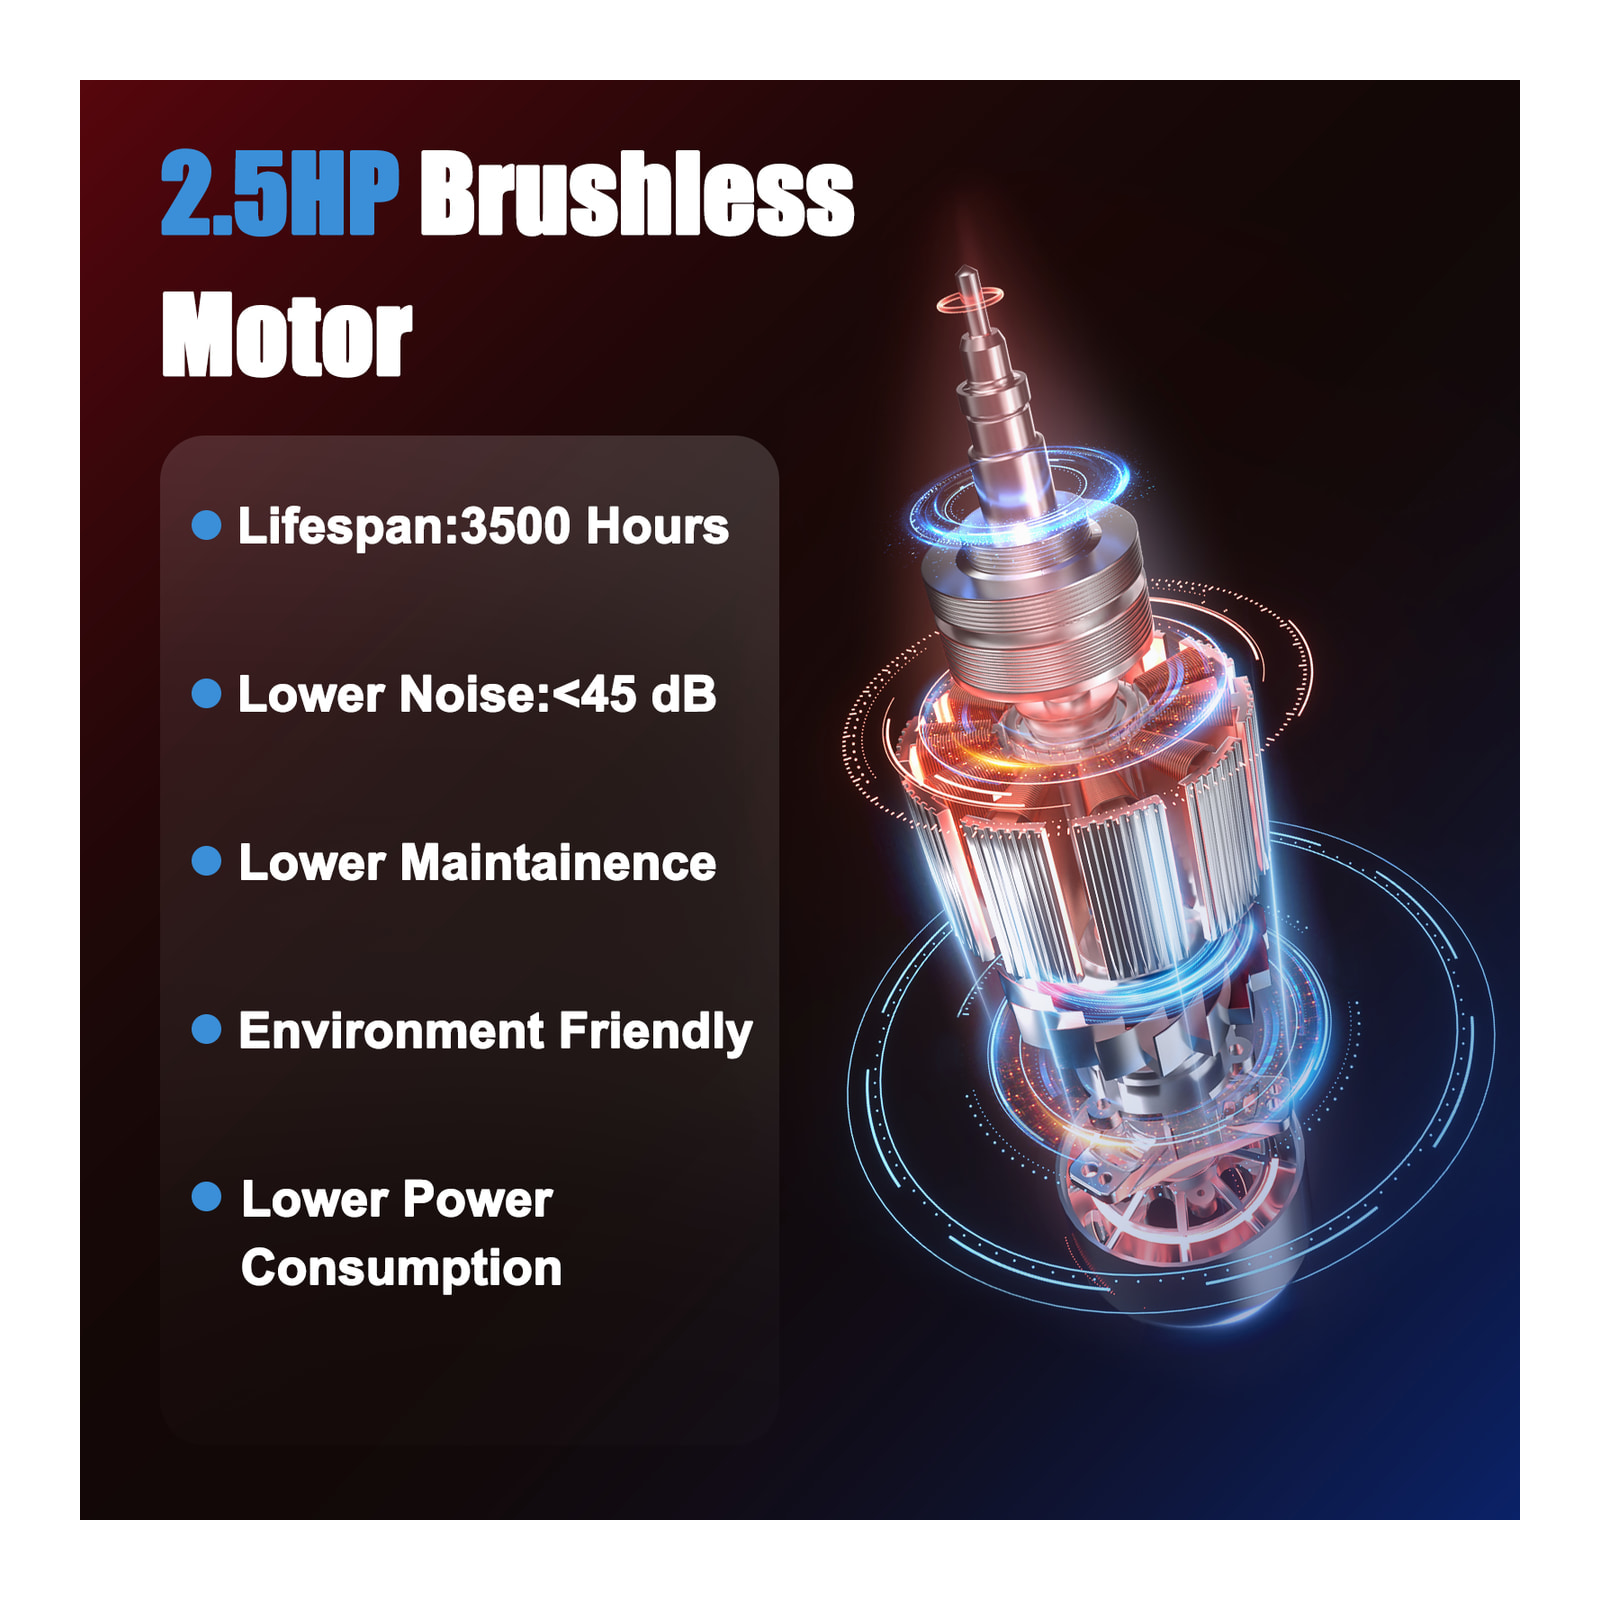 2.5HP Brushless
Motor
Lifespan:3500 Hours
Lower Noise:<45 dB
Lower Maintainence
Environment Friendly
Lower Power
Consumption